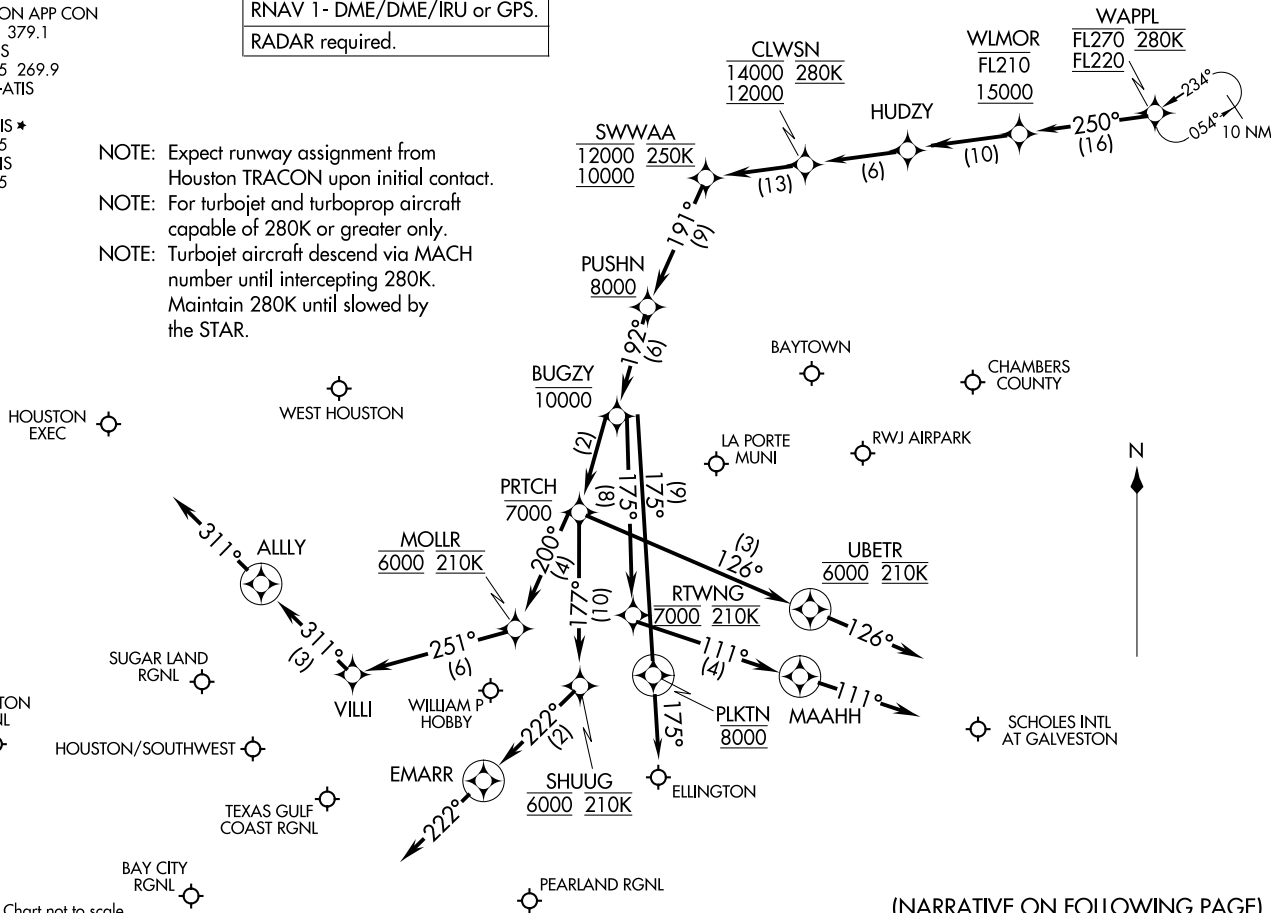 ON APP CON
379.1
S
5 269.9
-ATIS
IS ★
5
IS
5
RNAV 1- DME/DME/IRU or GPS.
RADAR required.
NOTE: Expect runway assignment from
Houston TRACON upon initial contact.
NOTE: For turbojet and turboprop aircraft
capable of 280K or greater only.
NOTE: Turbojet aircraft descend via MACH
number until intercepting 280K.
Maintain 280K until slowed by
the STAR.
WAPPL
FL270 280K
FL220
234°
054°
10 NM
250°
(16)
WLMOR
FL210
15000
(10)
HUDZY
(6)
CLWSN
14000 280K
12000
(13)
SWWAA
12000 250K
10000
191°
(9)
PUSHN
8000
192°
(9)
BUGZY
10000
(2)
175°
(8)
175°
(9)
PRTCH
7000
200°
(4)
177°
(10)
(3)
126°
UBETR
6000 210K
126°
MOLLR
6000 210K
251°
(6)
VILLI
311°
(3)
ALLLY
311°
RTWNG
7000 210K
111°
(4)
MAAHH
111°
PLKTN
8000
175°
SHUUG
6000 210K
222°
(2)
EMARR
222°
BAYTOWN
CHAMBERS
COUNTY
LA PORTE
MUNI
RWJ AIRPARK
WEST HOUSTON
HOUSTON
EXEC
SUGAR LAND
RGNL
TON
NL
HOUSTON/SOUTHWEST
WILLIAM P
HOBBY
TEXAS GULF
COAST RGNL
BAY CITY
RGNL
ELLINGTON
SCHOLES INTL
AT GALVESTON
PEARLAND RGNL
N
Chart not to scale
(NARRATIVE ON FOLLOWING PAGE)